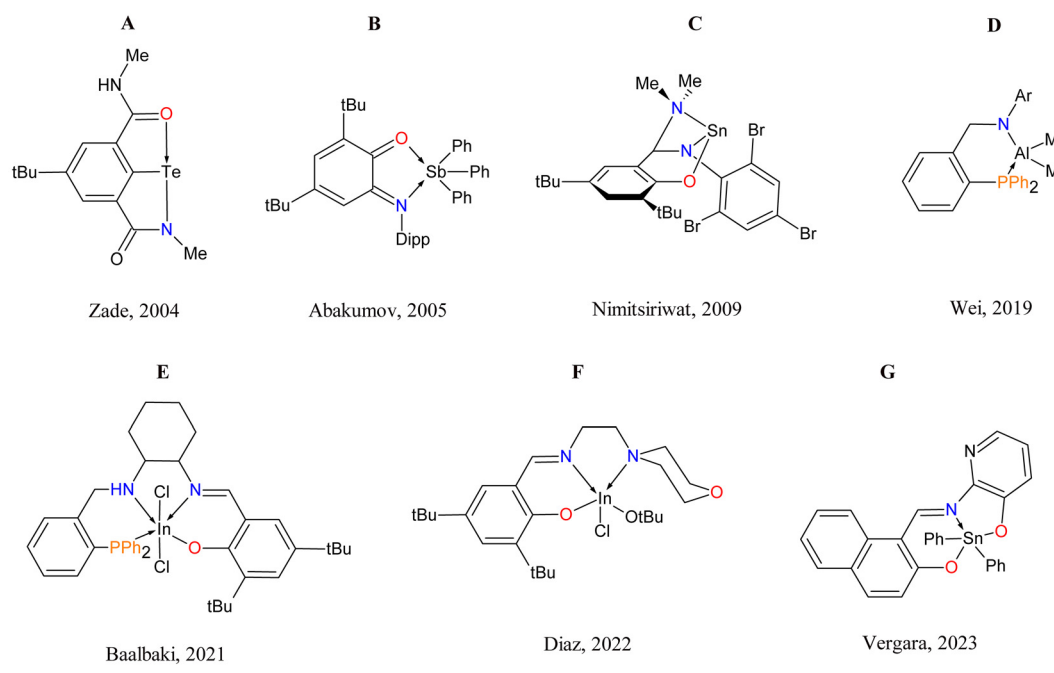 A
B
C
D
Me
HN
O
tBu
Te
O
N
Me
tBu
O
Ph
Sb
Ph
Ph
tBu
N
Dipp
Me
Me
N
Sn
Br
N
tBu
O
tBu
Br
Br
Ar
N
Al
M
M
PPh2
Zade, 2004
Abakumov, 2005
Nimitsiriwat, 2009
Wei, 2019
E
F
G
HN
Cl
N
In
PPh2
O
Cl
tBu
tBu
N
N
O
In
OtBu
Cl
O
tBu
tBu
N
N
O
Ph
Sn
Ph
O
Baalbaki, 2021
Diaz, 2022
Vergara, 2023